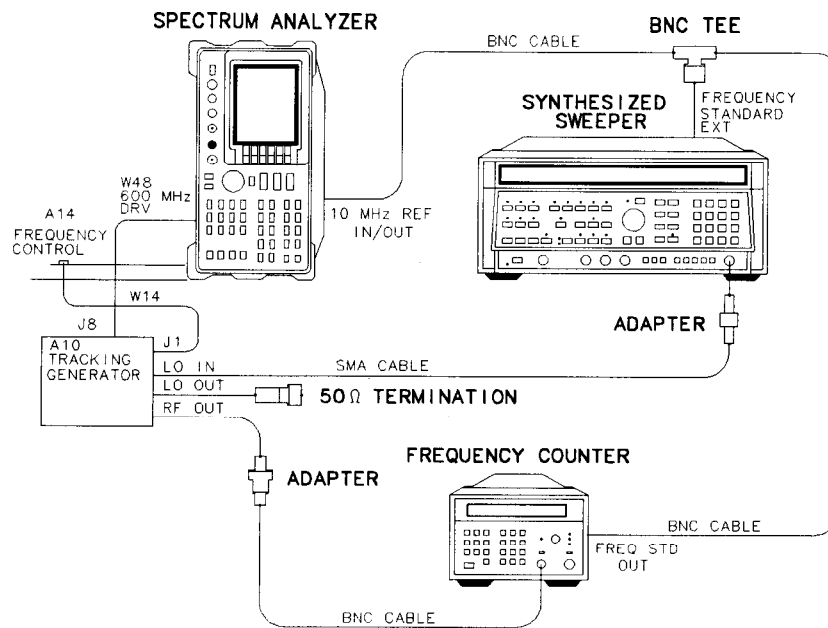 SPECTRUM ANALYZER
BNC CABLE
BNC TEE
SYNTHESIZED
SWEEPER
FREQUENCY
STANDARD
EXT
W48
600 MHz
DRV
A14
FREQUENCY
CONTROL
10 MHz REF
IN/OUT
W14
J8
J1
A10
TRACKING
GENERATOR
ADAPTER
LO IN
SMA CABLE
LO OUT
50Ω TERMINATION
RF OUT
ADAPTER
FREQUENCY COUNTER
BNC CABLE
FREQ STD
OUT
BNC CABLE